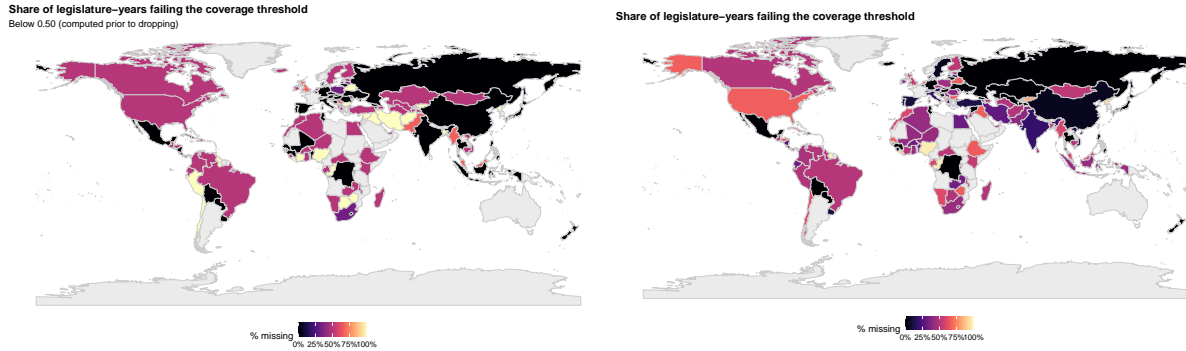 Share of legislature–years failing the coverage threshold
Below 0.50 (computed prior to dropping)
% missing
0% 25%50%75%100%
Share of legislature–years failing the coverage threshold
% missing
0% 25%50%75%100%